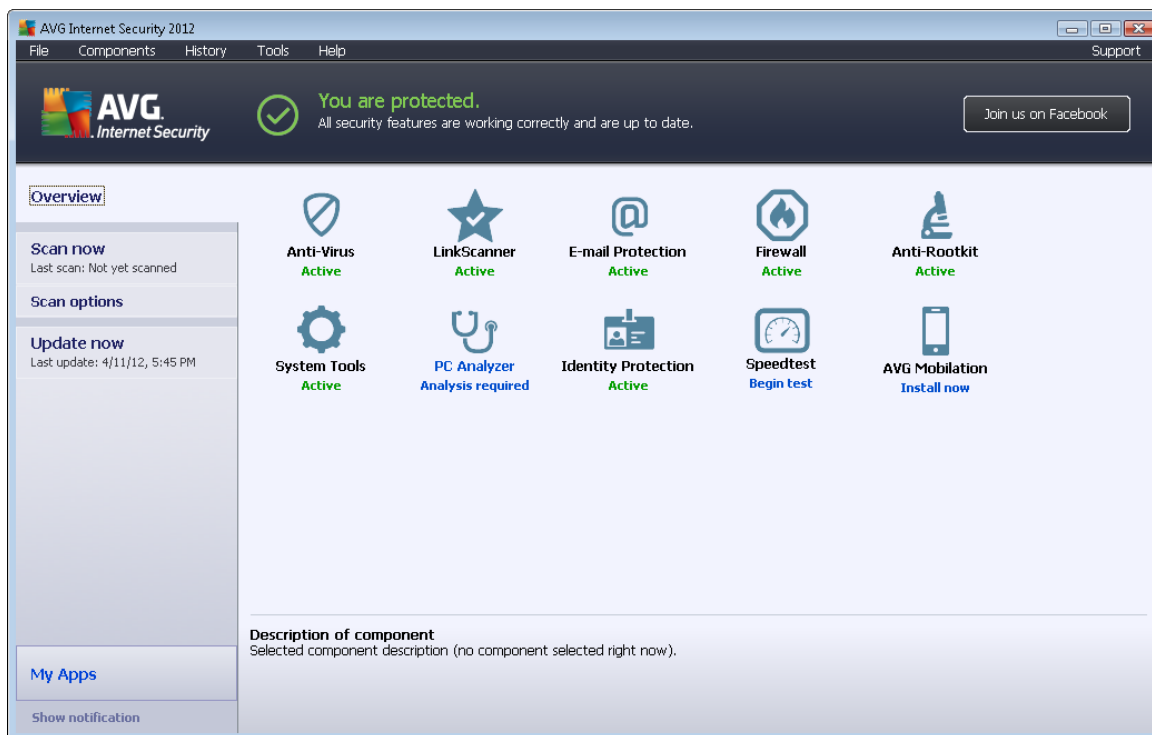 AVG Internet Security 2012
File Components History Tools Help Support
AVG.
Internet Security
You are protected.
All security features are working correctly and are up to date.
Join us on Facebook
Overview
Scan now
Last scan: Not yet scanned
Scan options
Update now
Last update: 4/11/12, 5:45 PM
Anti-Virus
Active
LinkScanner
Active
E-mail Protection
Active
Firewall
Active
Anti-Rootkit
Active
System Tools
Active
PC Analyzer
Analysis required
Identity Protection
Active
Speedtest
Begin test
AVG Mobilation
Install now
Description of component
Selected component description (no component selected right now).
My Apps
Show notification